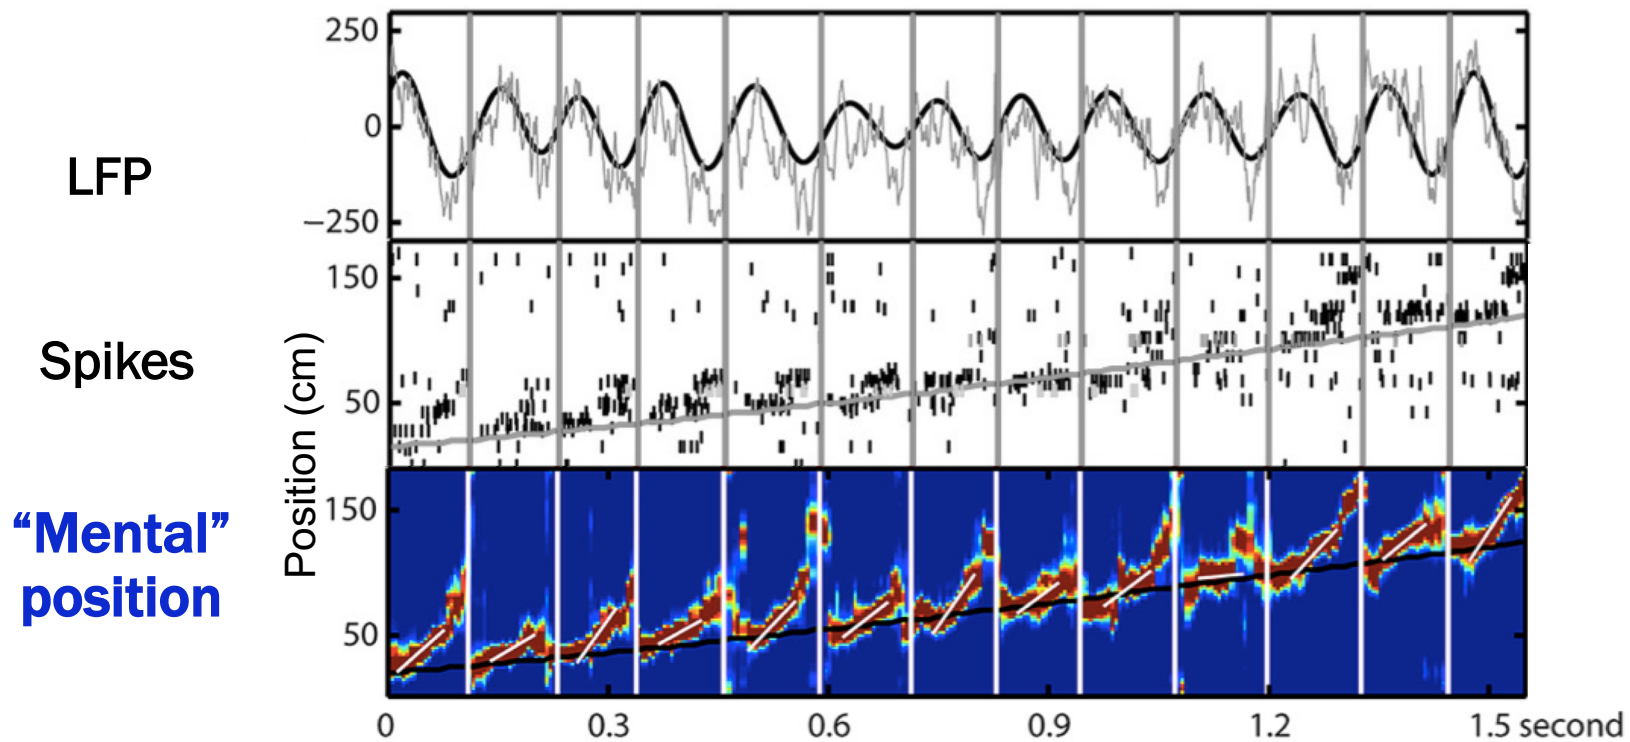 250
0
−250
LFP
150
50
Spikes
Position (cm)
“Mental”
position
150
50
0 0.3 0.6 0.9 1.2 1.5 second